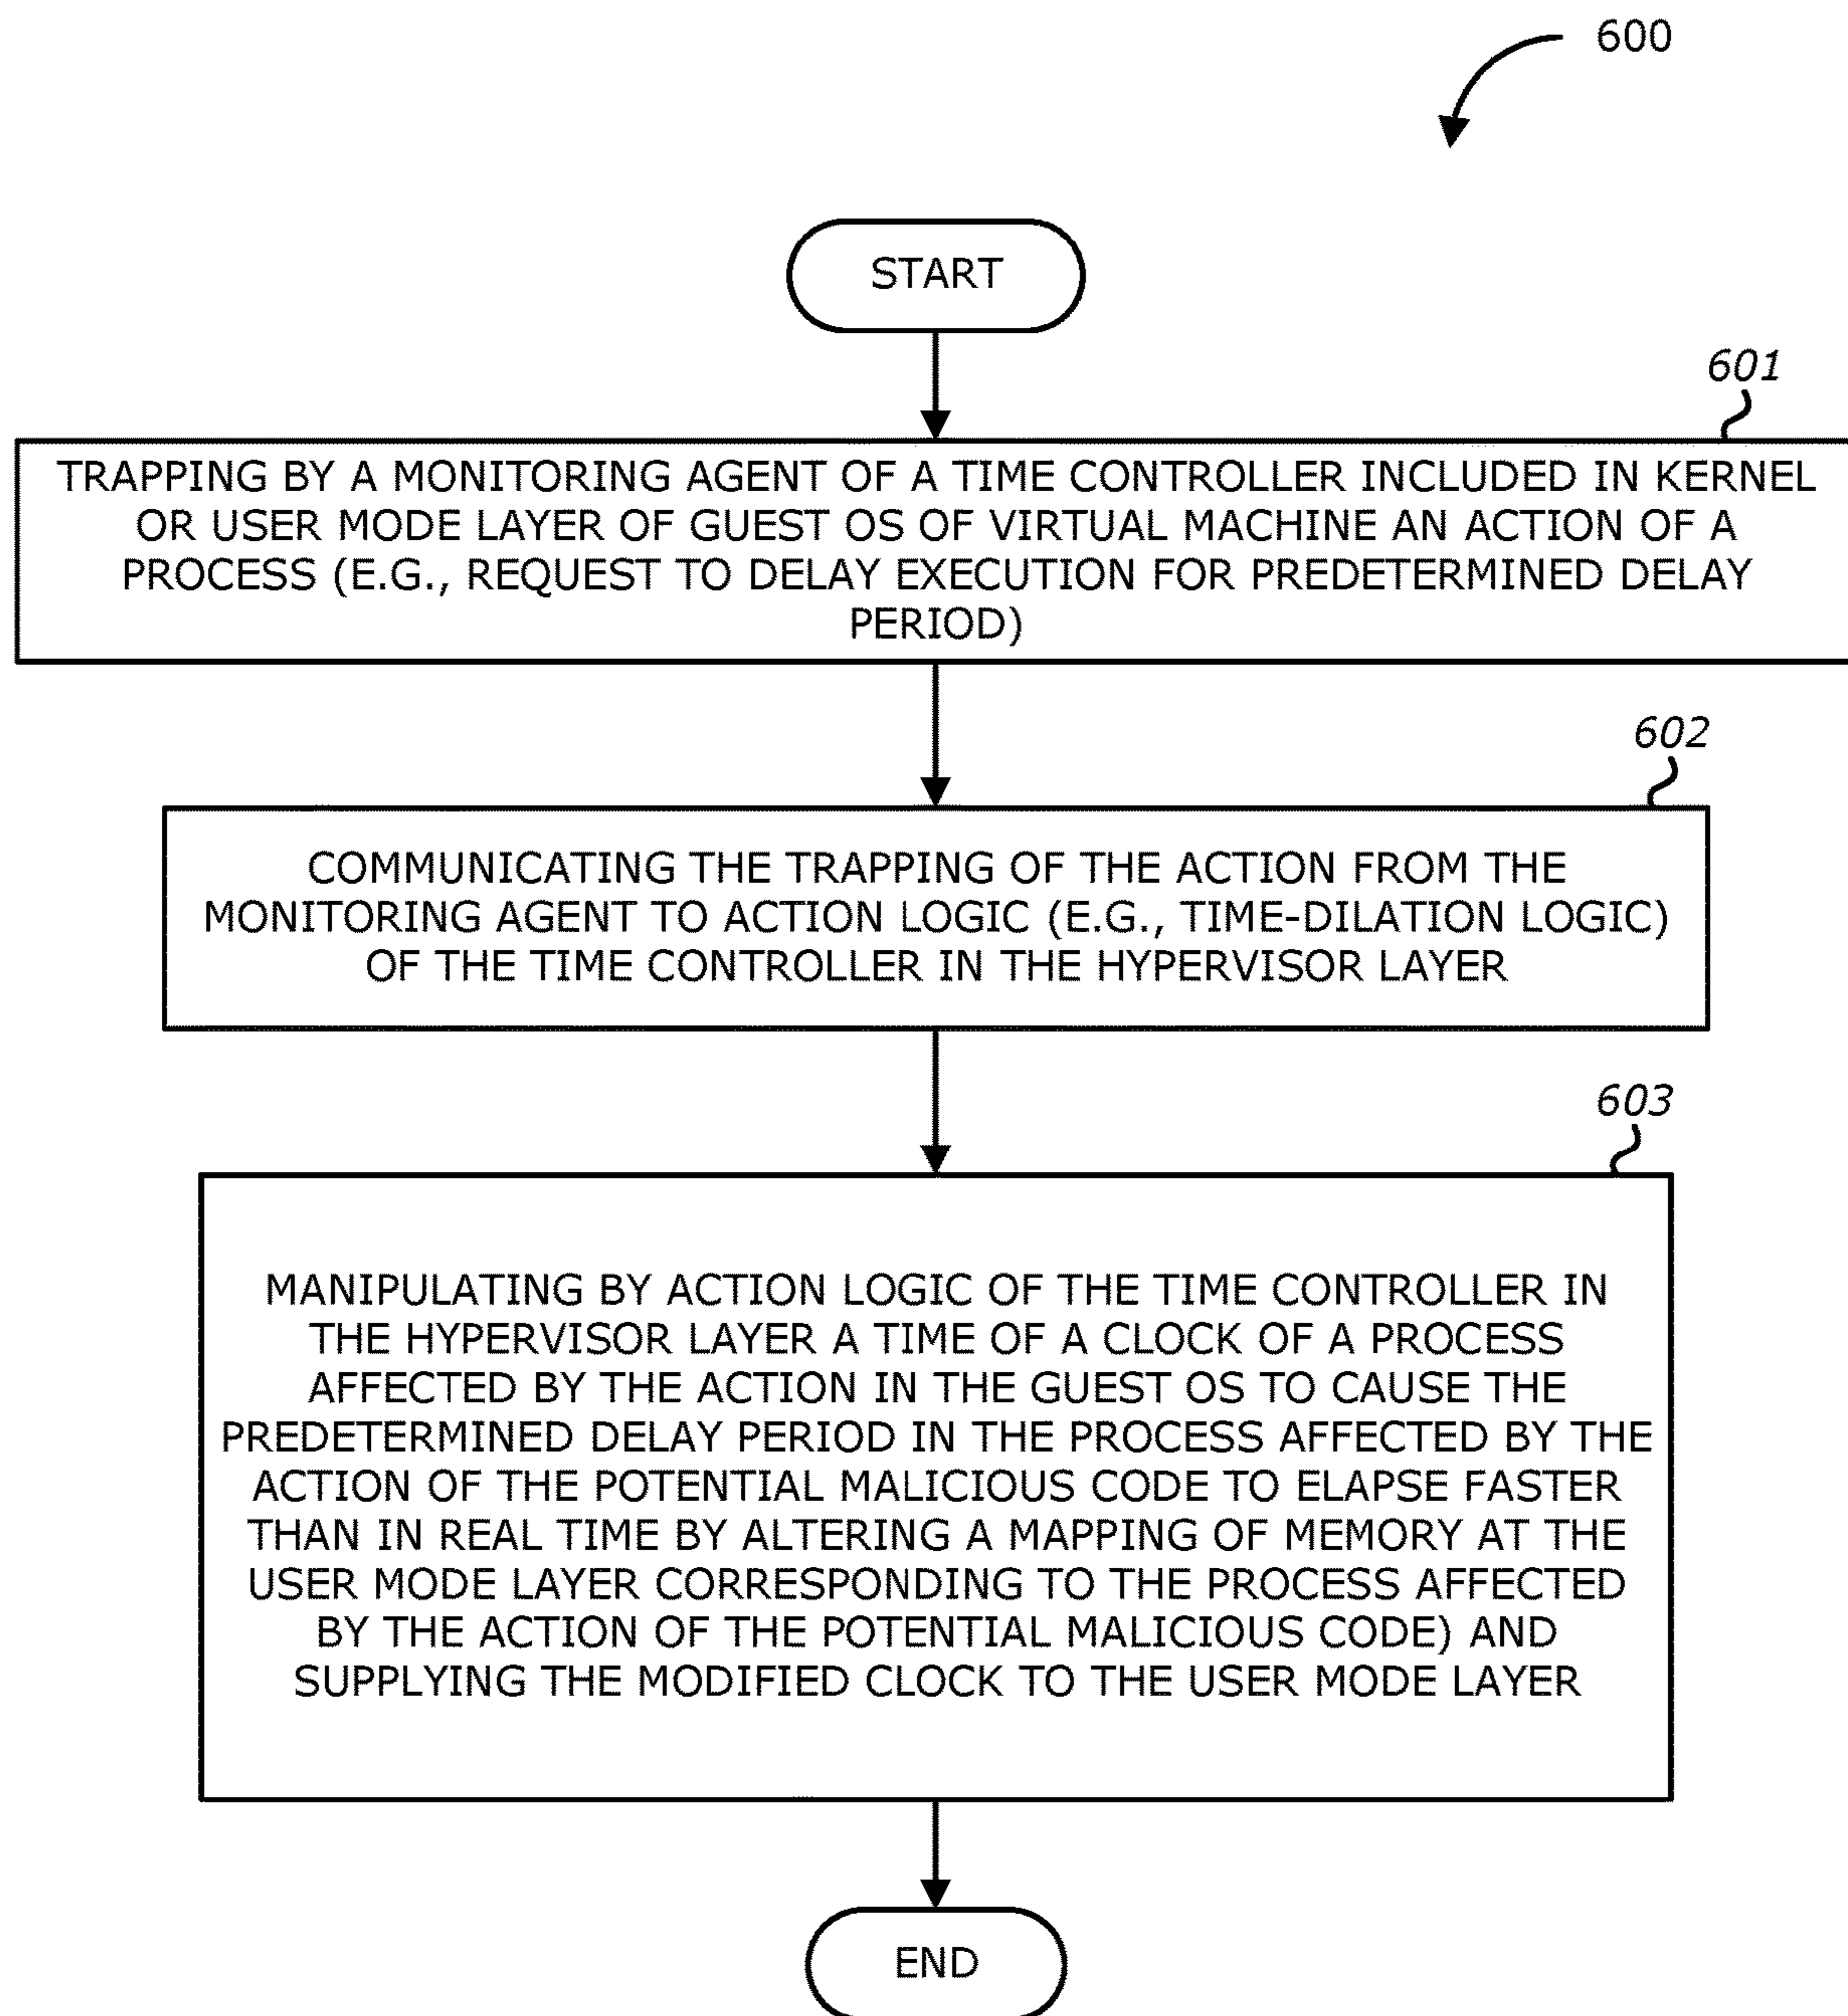 600
START
601
TRAPPING BY A MONITORING AGENT OF A TIME CONTROLLER INCLUDED IN KERNEL
OR USER MODE LAYER OF GUEST OS OF VIRTUAL MACHINE AN ACTION OF A
PROCESS (E.G., REQUEST TO DELAY EXECUTION FOR PREDETERMINED DELAY
PERIOD)
602
COMMUNICATING THE TRAPPING OF THE ACTION FROM THE
MONITORING AGENT TO ACTION LOGIC (E.G., TIME-DILATION LOGIC)
OF THE TIME CONTROLLER IN THE HYPERVISOR LAYER
603
MANIPULATING BY ACTION LOGIC OF THE TIME CONTROLLER IN
THE HYPERVISOR LAYER A TIME OF A CLOCK OF A PROCESS
AFFECTED BY THE ACTION IN THE GUEST OS TO CAUSE THE
PREDETERMINED DELAY PERIOD IN THE PROCESS AFFECTED BY THE
ACTION OF THE POTENTIAL MALICIOUS CODE TO ELAPSE FASTER
THAN IN REAL TIME BY ALTERING A MAPPING OF MEMORY AT THE
USER MODE LAYER CORRESPONDING TO THE PROCESS AFFECTED
BY THE ACTION OF THE POTENTIAL MALICIOUS CODE) AND
SUPPLYING THE MODIFIED CLOCK TO THE USER MODE LAYER
END